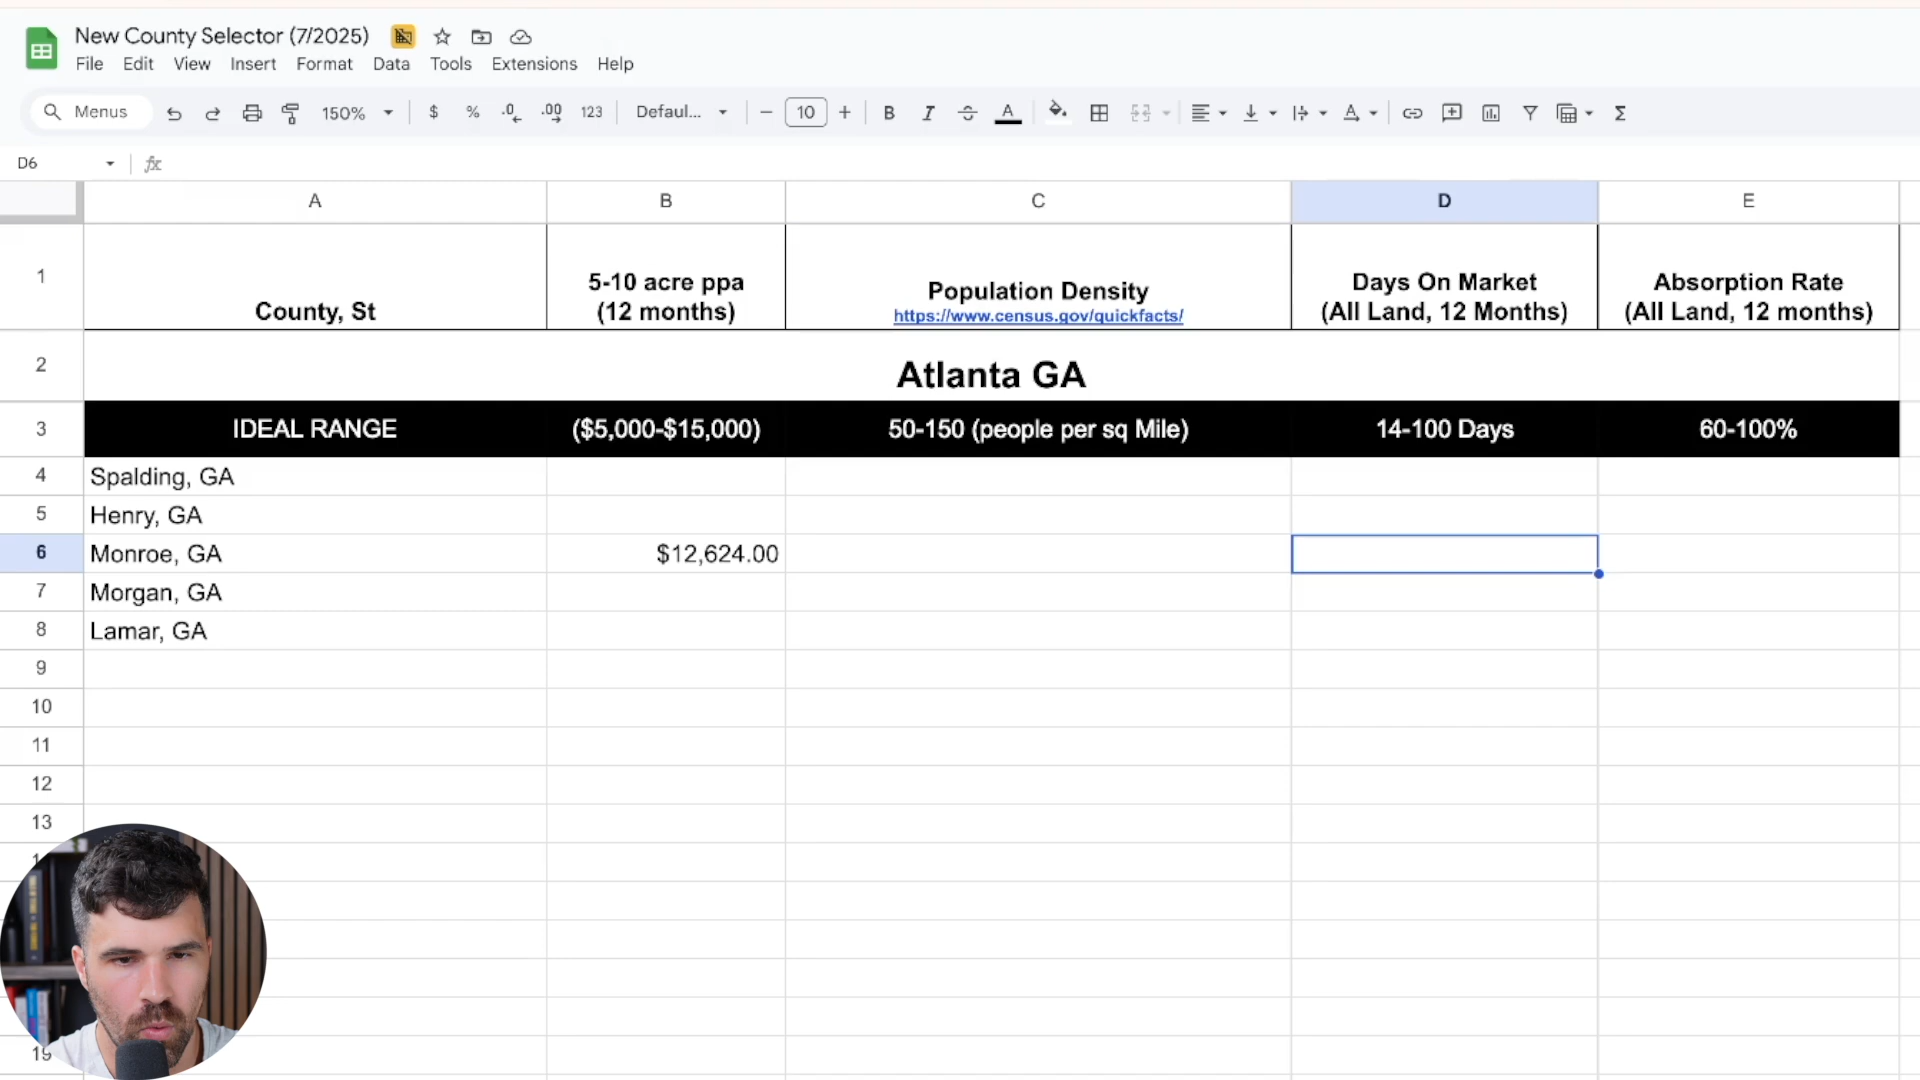 New County Selector (7/2025)
File Edit View Insert Format Data Tools Extensions Help
Menus 150% $ % .0 .00 123 Defaul... − 10 + B I A A Σ
D6 fx
A B C D E
1
County, St
5-10 acre ppa
(12 months)
Population Density
https://www.census.gov/quickfacts/
Days On Market
(All Land, 12 Months)
Absorption Rate
(All Land, 12 months)
2 Atlanta GA
3 IDEAL RANGE ($5,000-$15,000) 50-150 (people per sq Mile) 14-100 Days 60-100%
4 Spalding, GA
5 Henry, GA
6 Monroe, GA $12,624.00
7 Morgan, GA
8 Lamar, GA
9
10
11
12
13
19